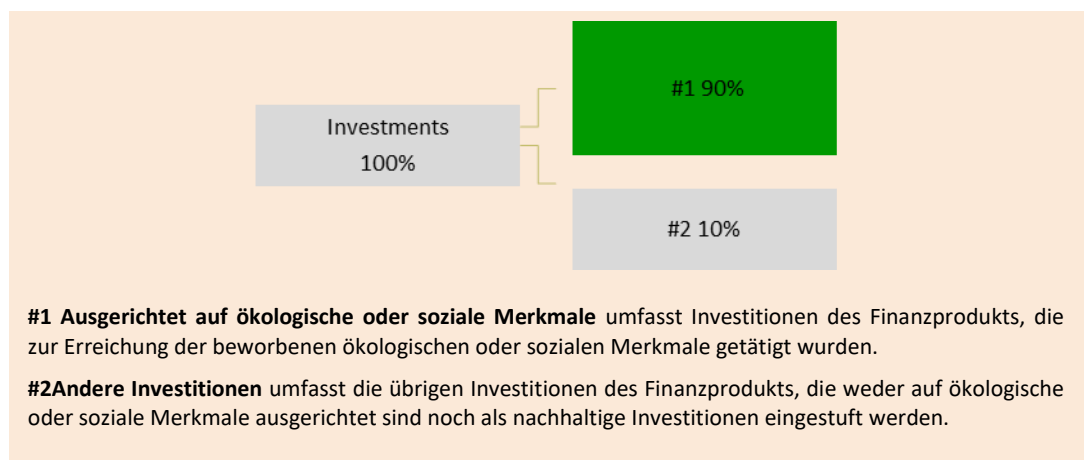 #1 90%
Investments
100%
#2 10%
#1 Ausgerichtet auf ökologische oder soziale Merkmale umfasst Investitionen des Finanzprodukts, die
zur Erreichung der beworbenen ökologischen oder sozialen Merkmale getätigt wurden.
#2Andere Investitionen umfasst die übrigen Investitionen des Finanzprodukts, die weder auf ökologische
oder soziale Merkmale ausgerichtet sind noch als nachhaltige Investitionen eingestuft werden.